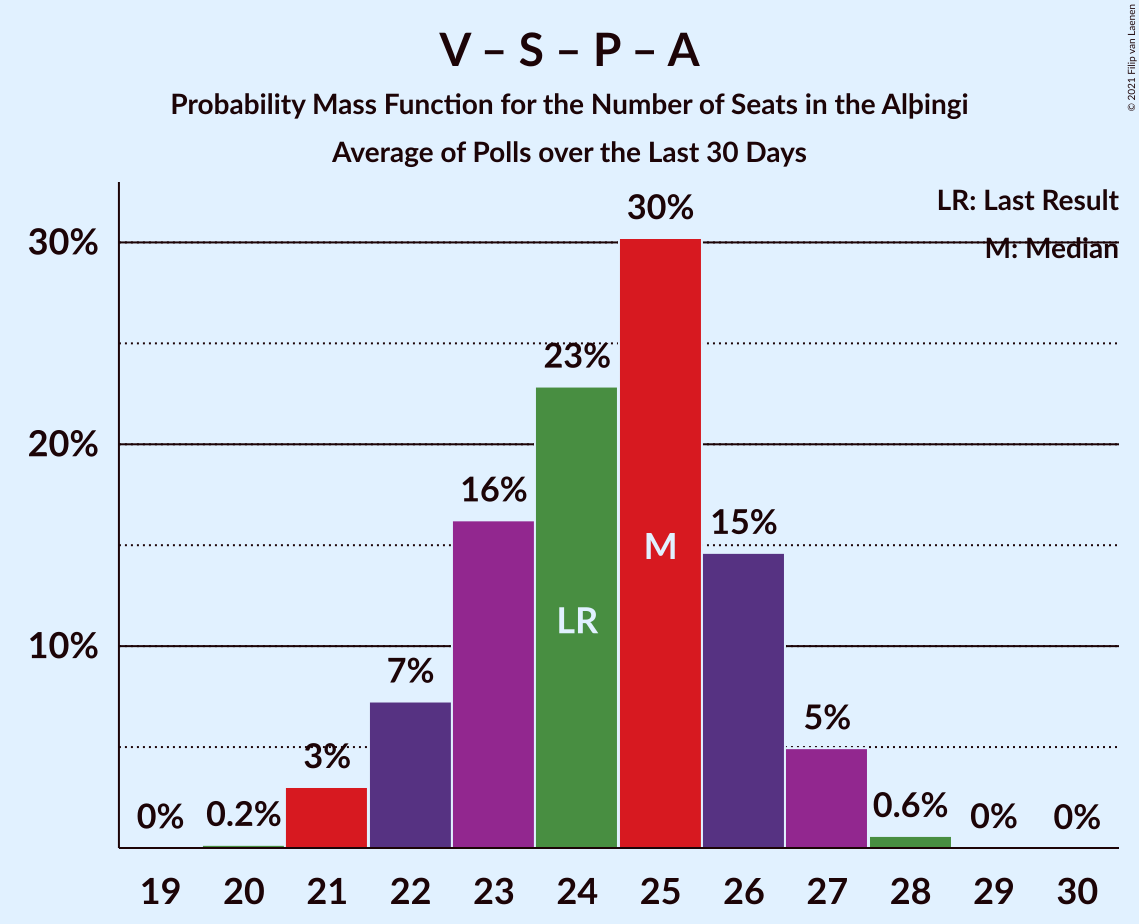 V – S – P – A
Probability Mass Function for the Number of Seats in the Alþingi
Average of Polls over the Last 30 Days
© 2021 Filip van Laenen
LR: Last Result
M: Median
30%
20%
10%
0%
0.2%
3%
7%
16%
23%
30%
15%
5%
0.6%
0%
0%
LR
M
19 20 21 22 23 24 25 26 27 28 29 30